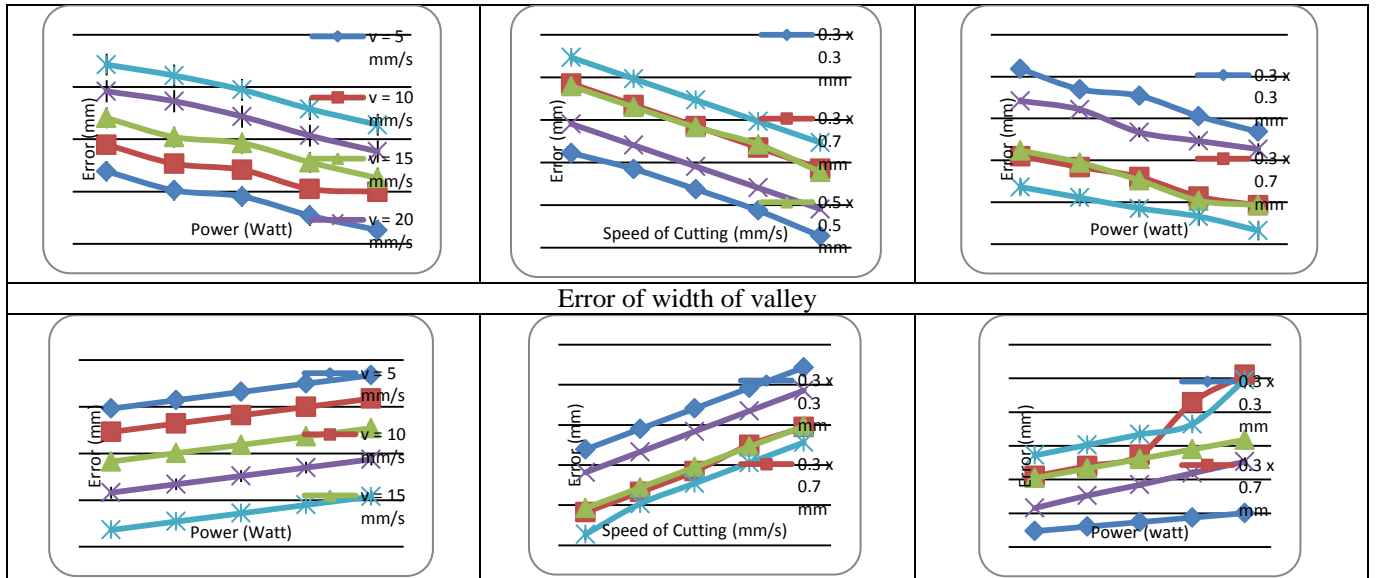 v = 5
mm/s
v = 10
mm/s
v = 15
mm/s
v = 20
mm/s
Error (mm)
Power (Watt)
0.3 x
0.3
mm
0.3 x
0.7
mm
0.5 x
0.5
mm
Error (mm)
Speed of Cutting (mm/s)
0.3 x
0.3
mm
0.3 x
0.7
mm
Error (mm)
Power (watt)
Error of width of valley
v = 5
mm/s
v = 10
mm/s
v = 15
mm/s
Error (mm)
Power (Watt)
0.3 x
0.3
mm
0.3 x
0.7
mm
Error (mm)
Speed of Cutting (mm/s)
0.3 x
0.3
mm
0.3 x
0.7
mm
Error (mm)
Power (watt)